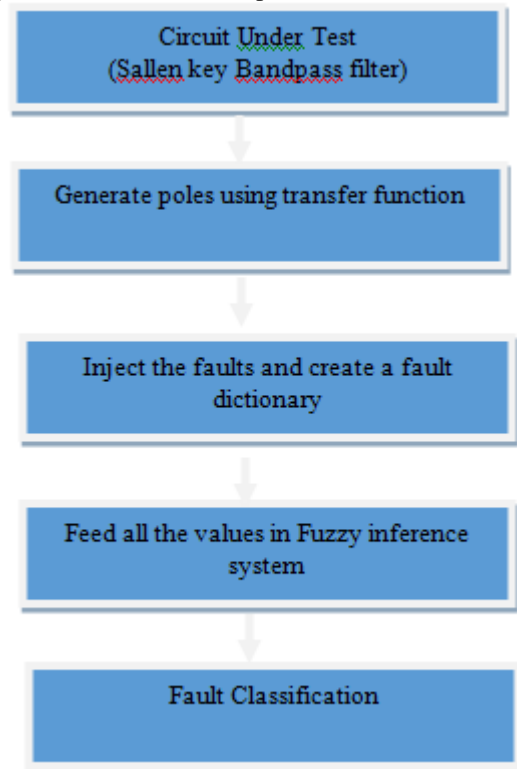 Circuit Under Test
(Sallen key Bandpass filter)
Generate poles using transfer function
Inject the faults and create a fault
dictionary
Feed all the values in Fuzzy inference
system
Fault Classification